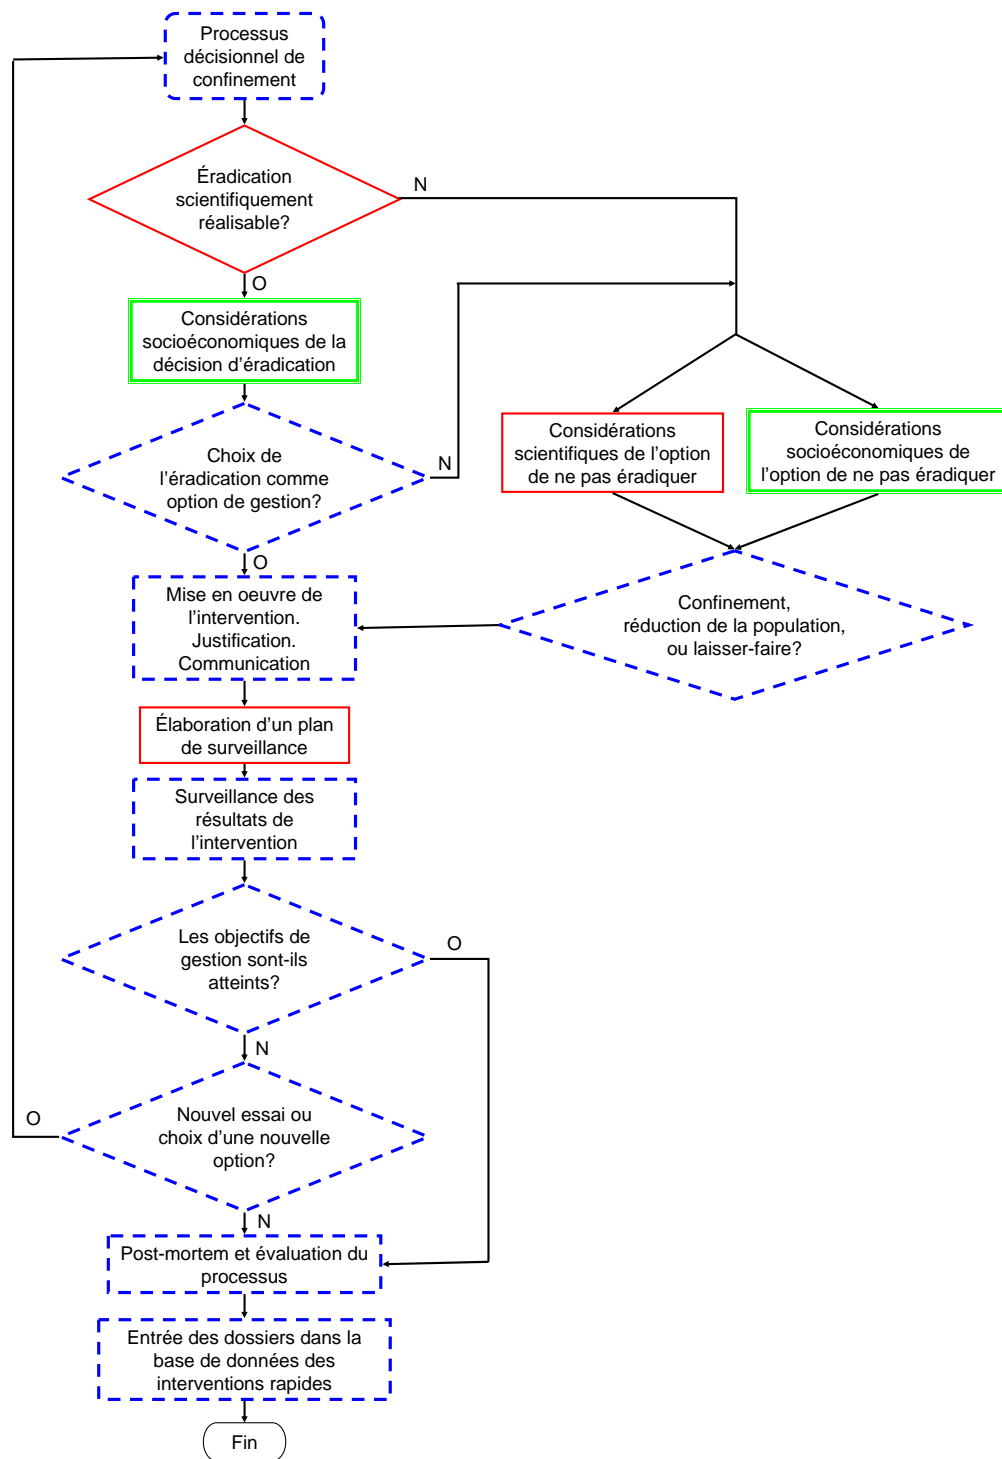 Processus
décisionnel de
confinement
Éradication
scientifiquement
réalisable?
N
O
Considérations
socioéconomiques de la
décision d’éradication
Choix de
l’éradication comme
option de gestion?
N
O
Considérations
scientifiques de l’option
de ne pas éradiquer
Considérations
socioéconomiques de
l’option de ne pas éradiquer
Confinement,
réduction de la population,
ou laisser-faire?
Mise en oeuvre de
l’intervention.
Justification.
Communication
Élaboration d’un plan
de surveillance
Surveillance des
résultats de
l’intervention
Les objectifs de
gestion sont-ils
atteints?
O
N
Nouvel essai ou
choix d’une nouvelle
option?
O
N
Post-mortem et évaluation du
processus
Entrée des dossiers dans la
base de données des
interventions rapides
Fin